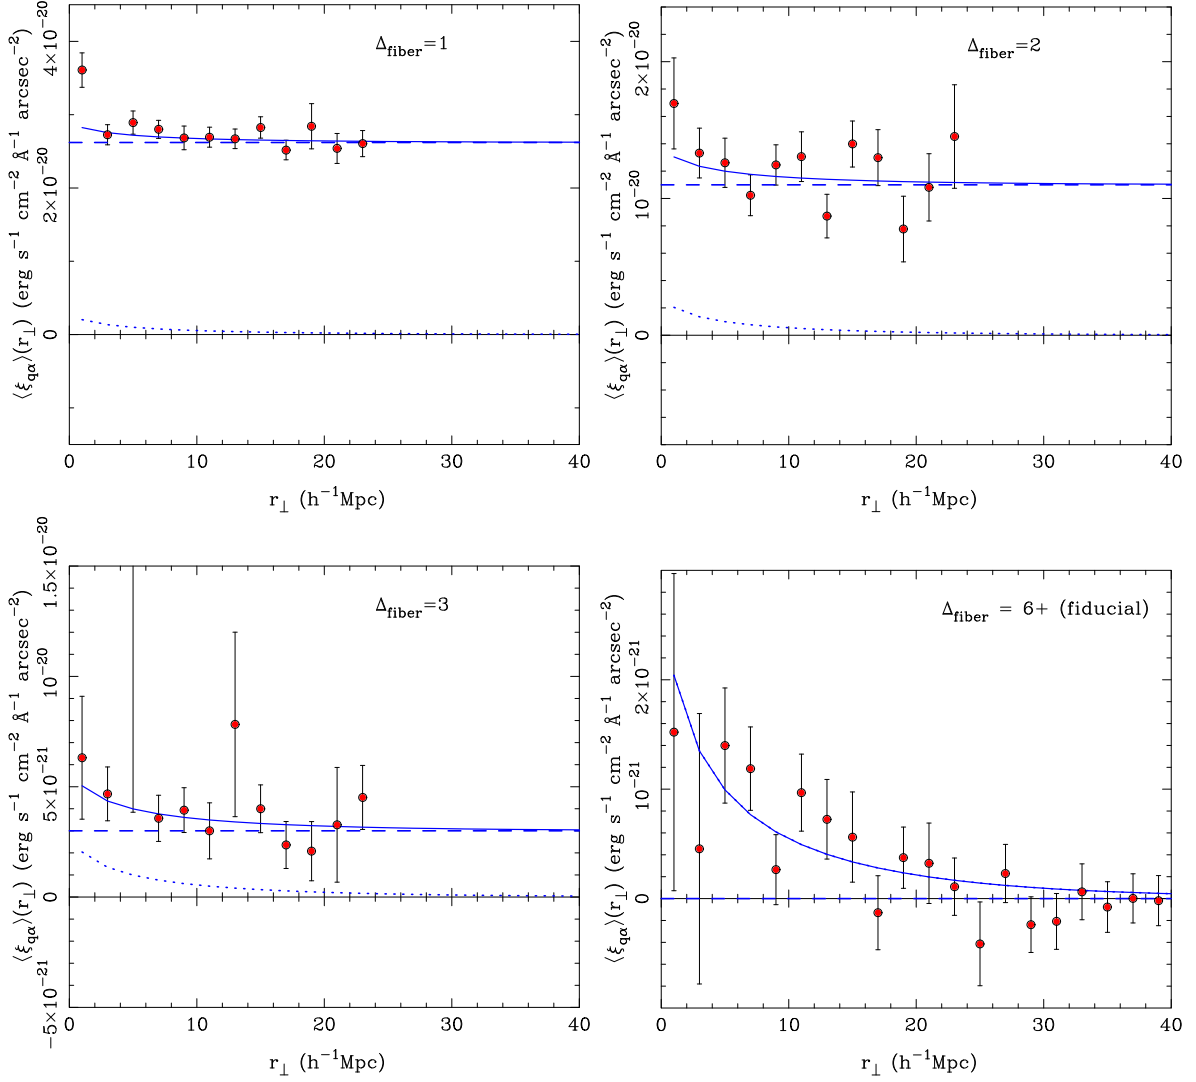 Δfiber=1
⟨ξqα⟩(r⊥) (erg s⁻¹ cm⁻² Å⁻¹ arcsec⁻²)
4×10⁻²⁰
2×10⁻²⁰
0
0 10 20 30 40
r⊥ (h⁻¹Mpc)
Δfiber=2
⟨ξqα⟩(r⊥) (erg s⁻¹ cm⁻² Å⁻¹ arcsec⁻²)
2×10⁻²⁰
10⁻²⁰
0
0 10 20 30 40
r⊥ (h⁻¹Mpc)
Δfiber=3
⟨ξqα⟩(r⊥) (erg s⁻¹ cm⁻² Å⁻¹ arcsec⁻²)
1.5×10⁻²⁰
10⁻²⁰
5×10⁻²¹
0
−5×10⁻²¹
0 10 20 30 40
r⊥ (h⁻¹Mpc)
Δfiber = 6+ (fiducial)
⟨ξqα⟩(r⊥) (erg s⁻¹ cm⁻² Å⁻¹ arcsec⁻²)
2×10⁻²¹
10⁻²¹
0
0 10 20 30 40
r⊥ (h⁻¹Mpc)